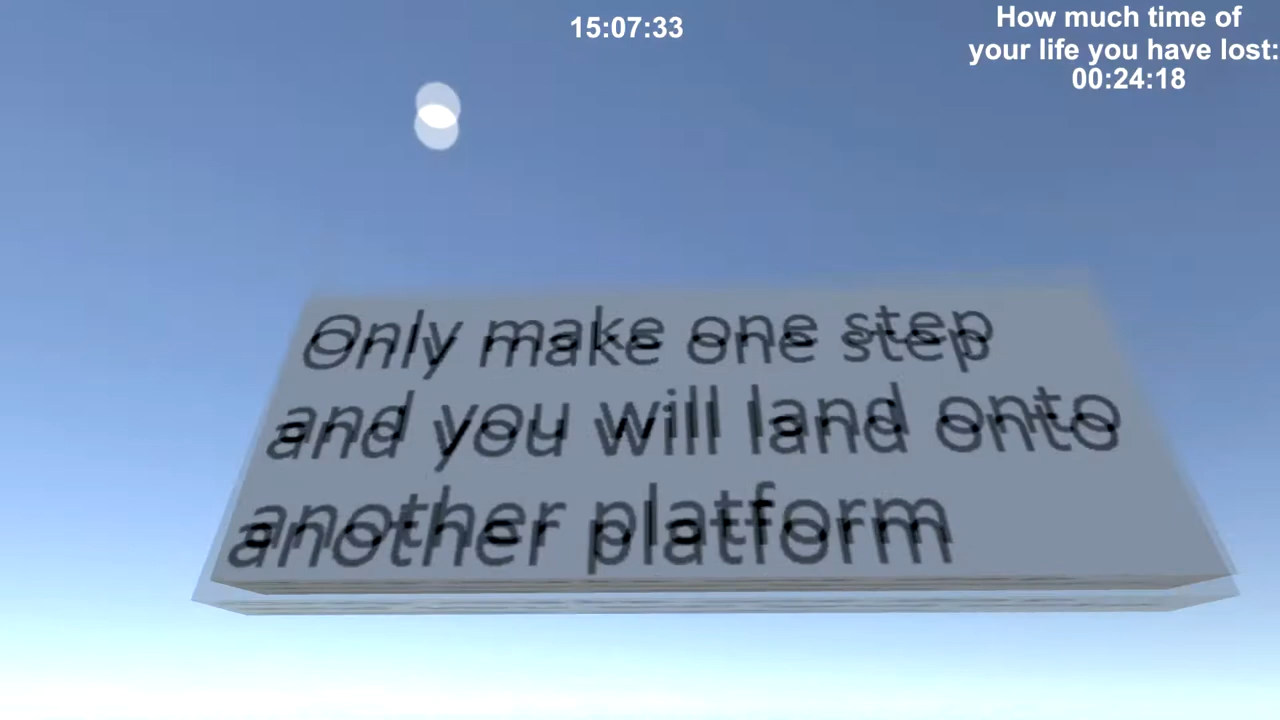 15:07:33
How much time of
your life you have lost:
00:24:18
Only make one step
and you will land onto
another platform